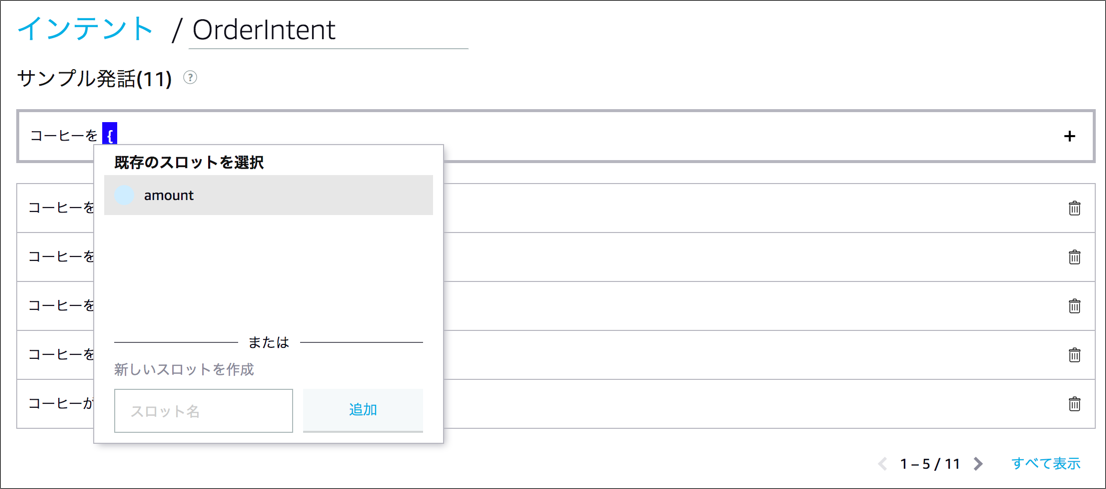 インテント / OrderIntent
サンプル発話(11) ?
コーヒーを { +
既存のスロットを選択
amount
コーヒーを
コーヒーを
コーヒーを
コーヒーを
コーヒーが
または
新しいスロットを作成
スロット名 追加
1 – 5 / 11 すべて表示